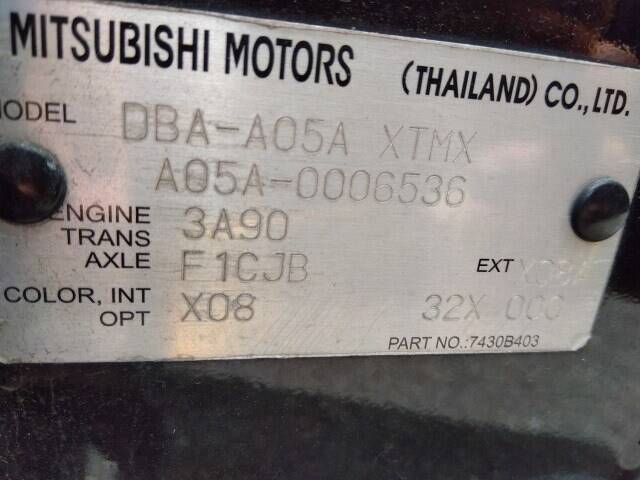 MITSUBISHI MOTORS (THAILAND) CO., LTD.
MODEL DBA-A05A XTMX
A05A-0006536
ENGINE 3A90
TRANS AXLE F1CJB EXT
COLOR, INT OPT X08 32X 000
PART NO.:7430B403